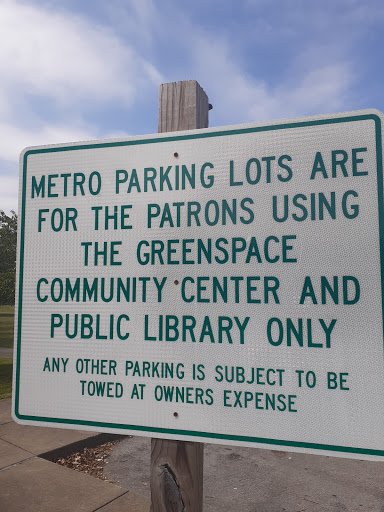 METRO PARKING LOTS ARE
FOR THE PATRONS USING
THE GREENSPACE
COMMUNITY CENTER AND
PUBLIC LIBRARY ONLY
ANY OTHER PARKING IS SUBJECT TO BE
TOWED AT OWNERS EXPENSE